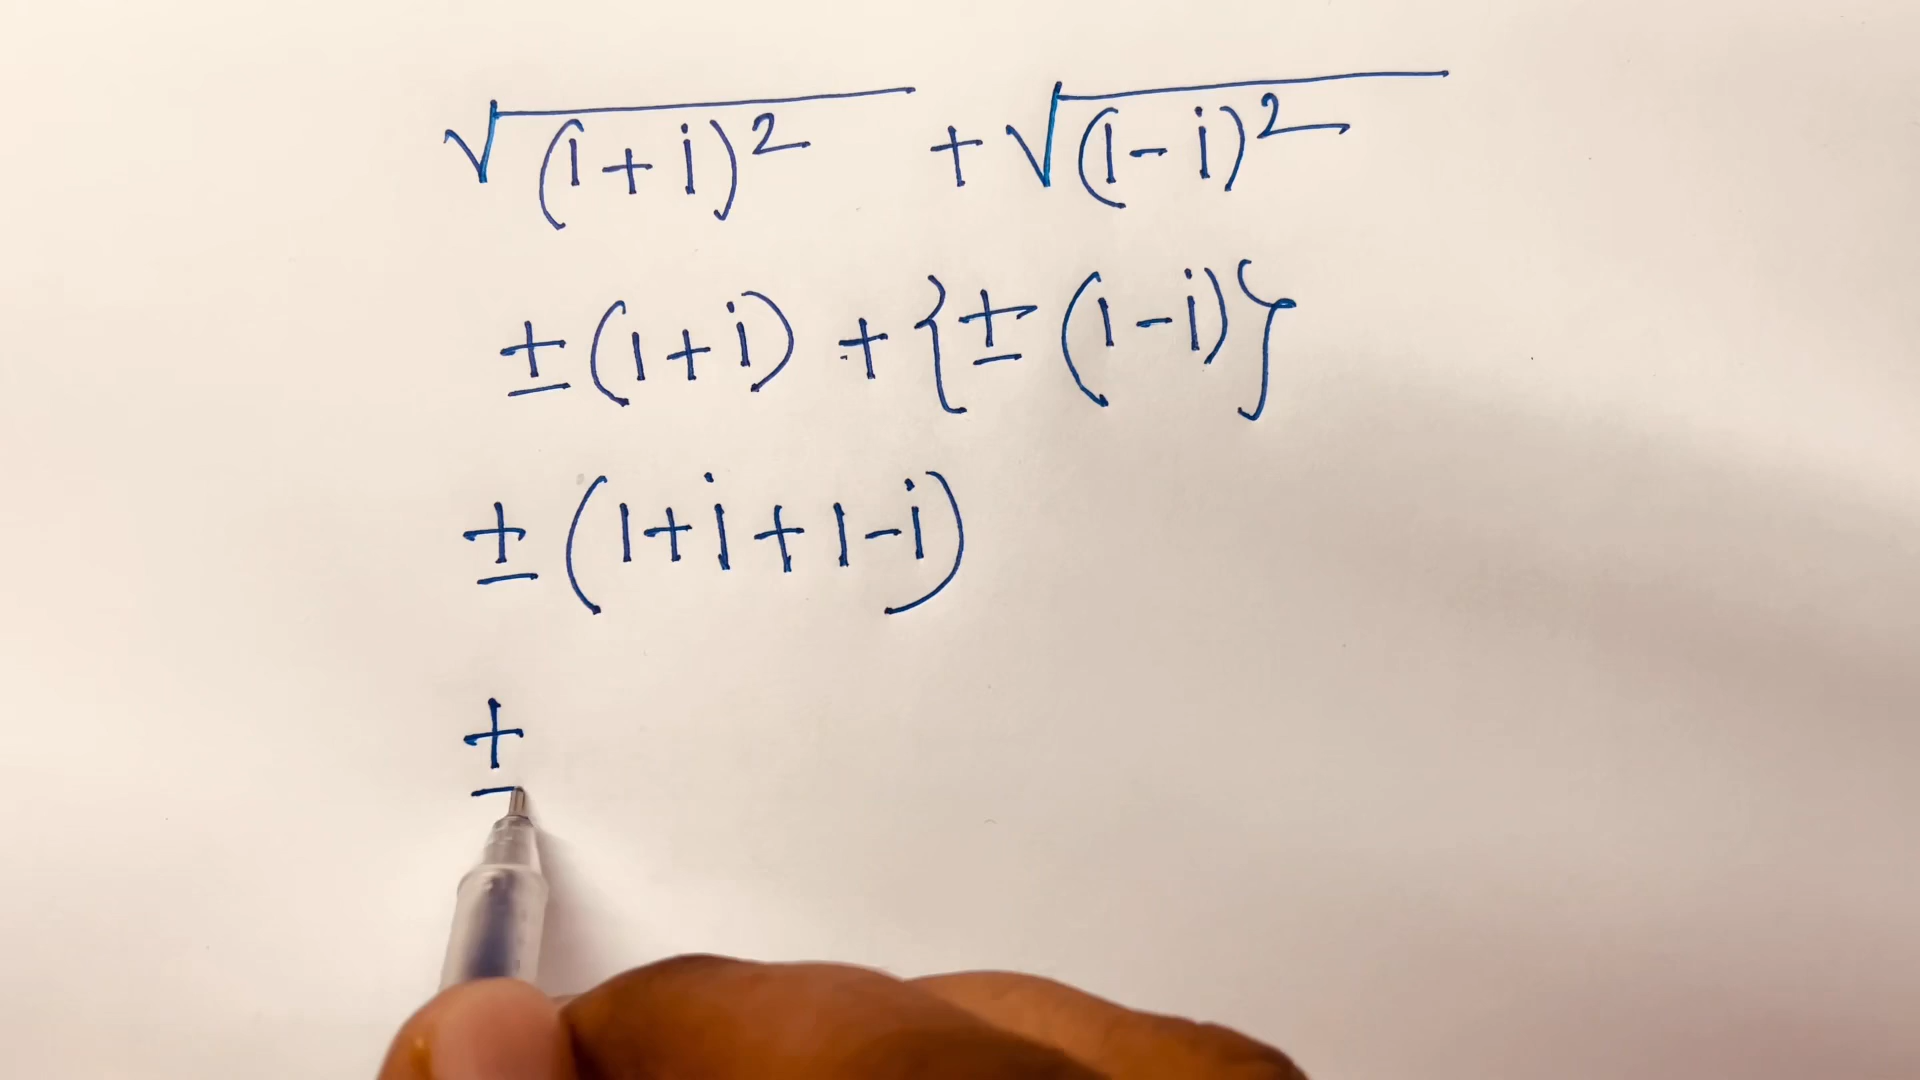 √(1+i)² + √(1-i)²
±(1+i) + {±(1-i)}
±(1+i+1-i)
±